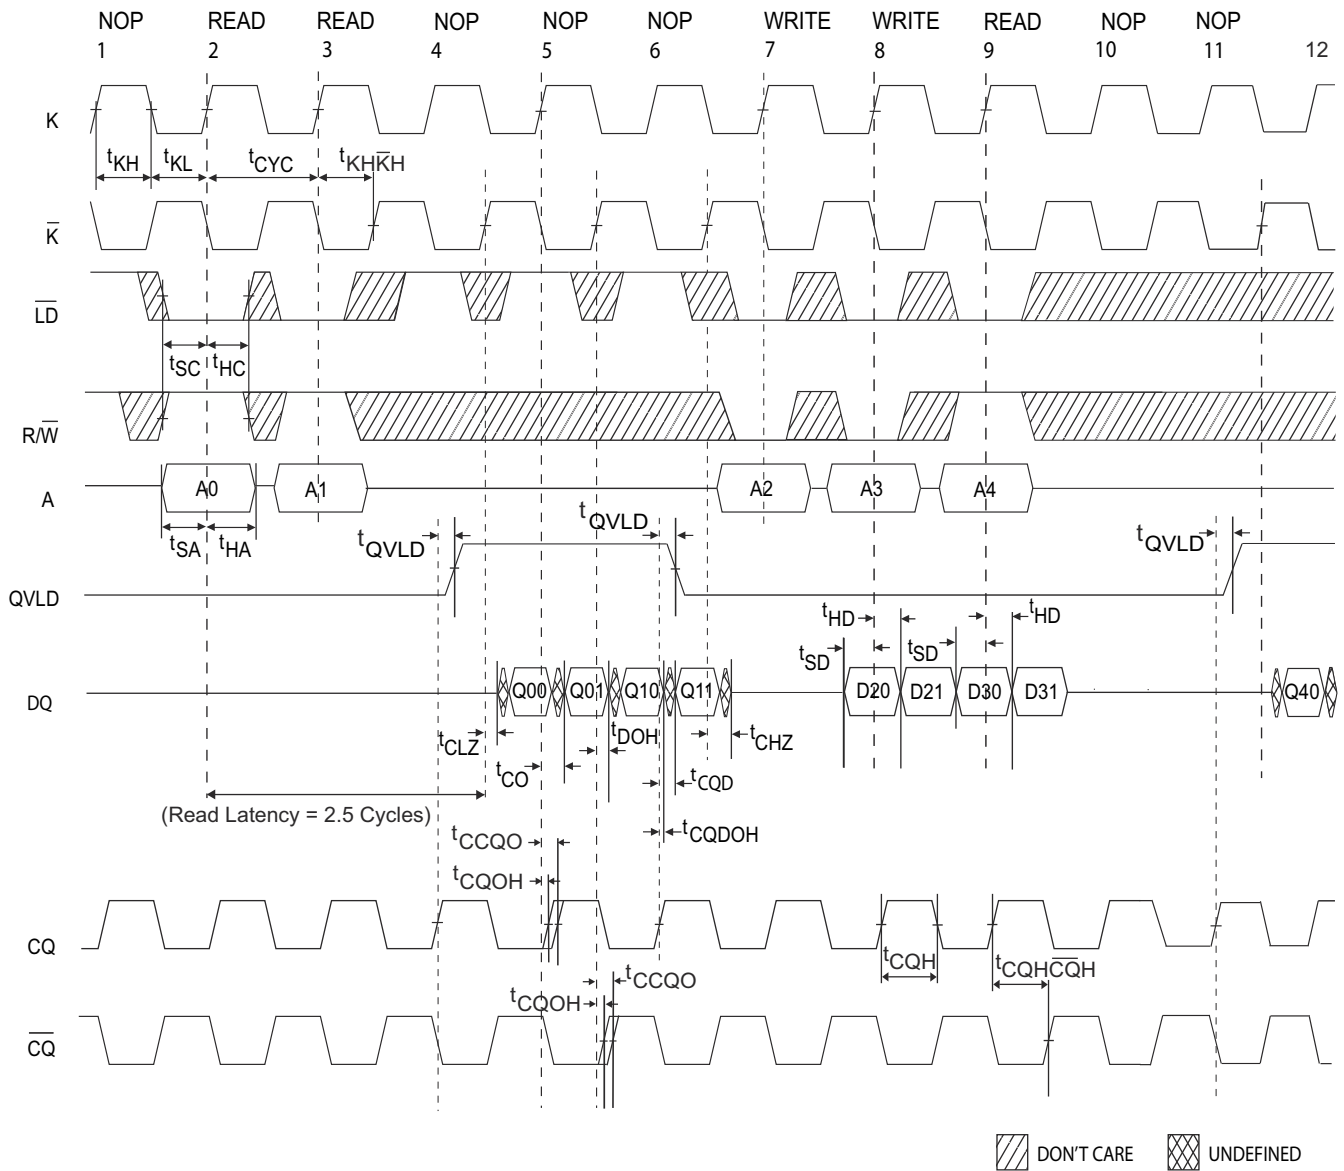 NOP READ READ NOP NOP NOP WRITE WRITE READ NOP NOP
1 2 3 4 5 6 7 8 9 10 11 12
K
tKH tKL tCYC tKHK̅H
K̅
L̅D̅
tSC tHC
R/W̅
A A0 A1 A2 A3 A4
tSA tHA tQVLD tQVLD tQVLD
QVLD
tHD tHD
tSD tSD
DQ Q00 Q01 Q10 Q11 D20 D21 D30 D31 Q40
tCLZ tDOH tCHZ
tCO tCQD
(Read Latency = 2.5 Cycles)
tCQDOH
tCCQO
tCQOH
CQ
tCQH tCQHC̅Q̅H
tCCQO
tCQOH
C̅Q̅
DON'T CARE UNDEFINED